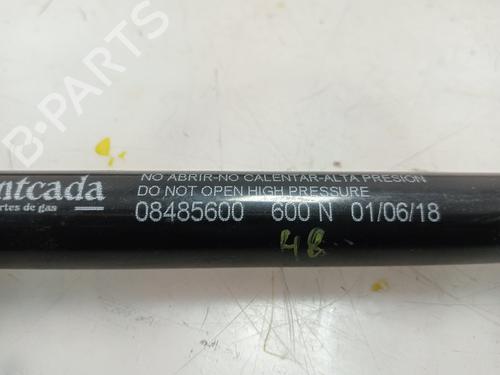 B-PARTS
NO ABRIR-NO CALENTAR-ALTA PRESION
DO NOT OPEN HIGH PRESSURE
ntcada
rtes de gas
08485600 600 N 01/06/18
48